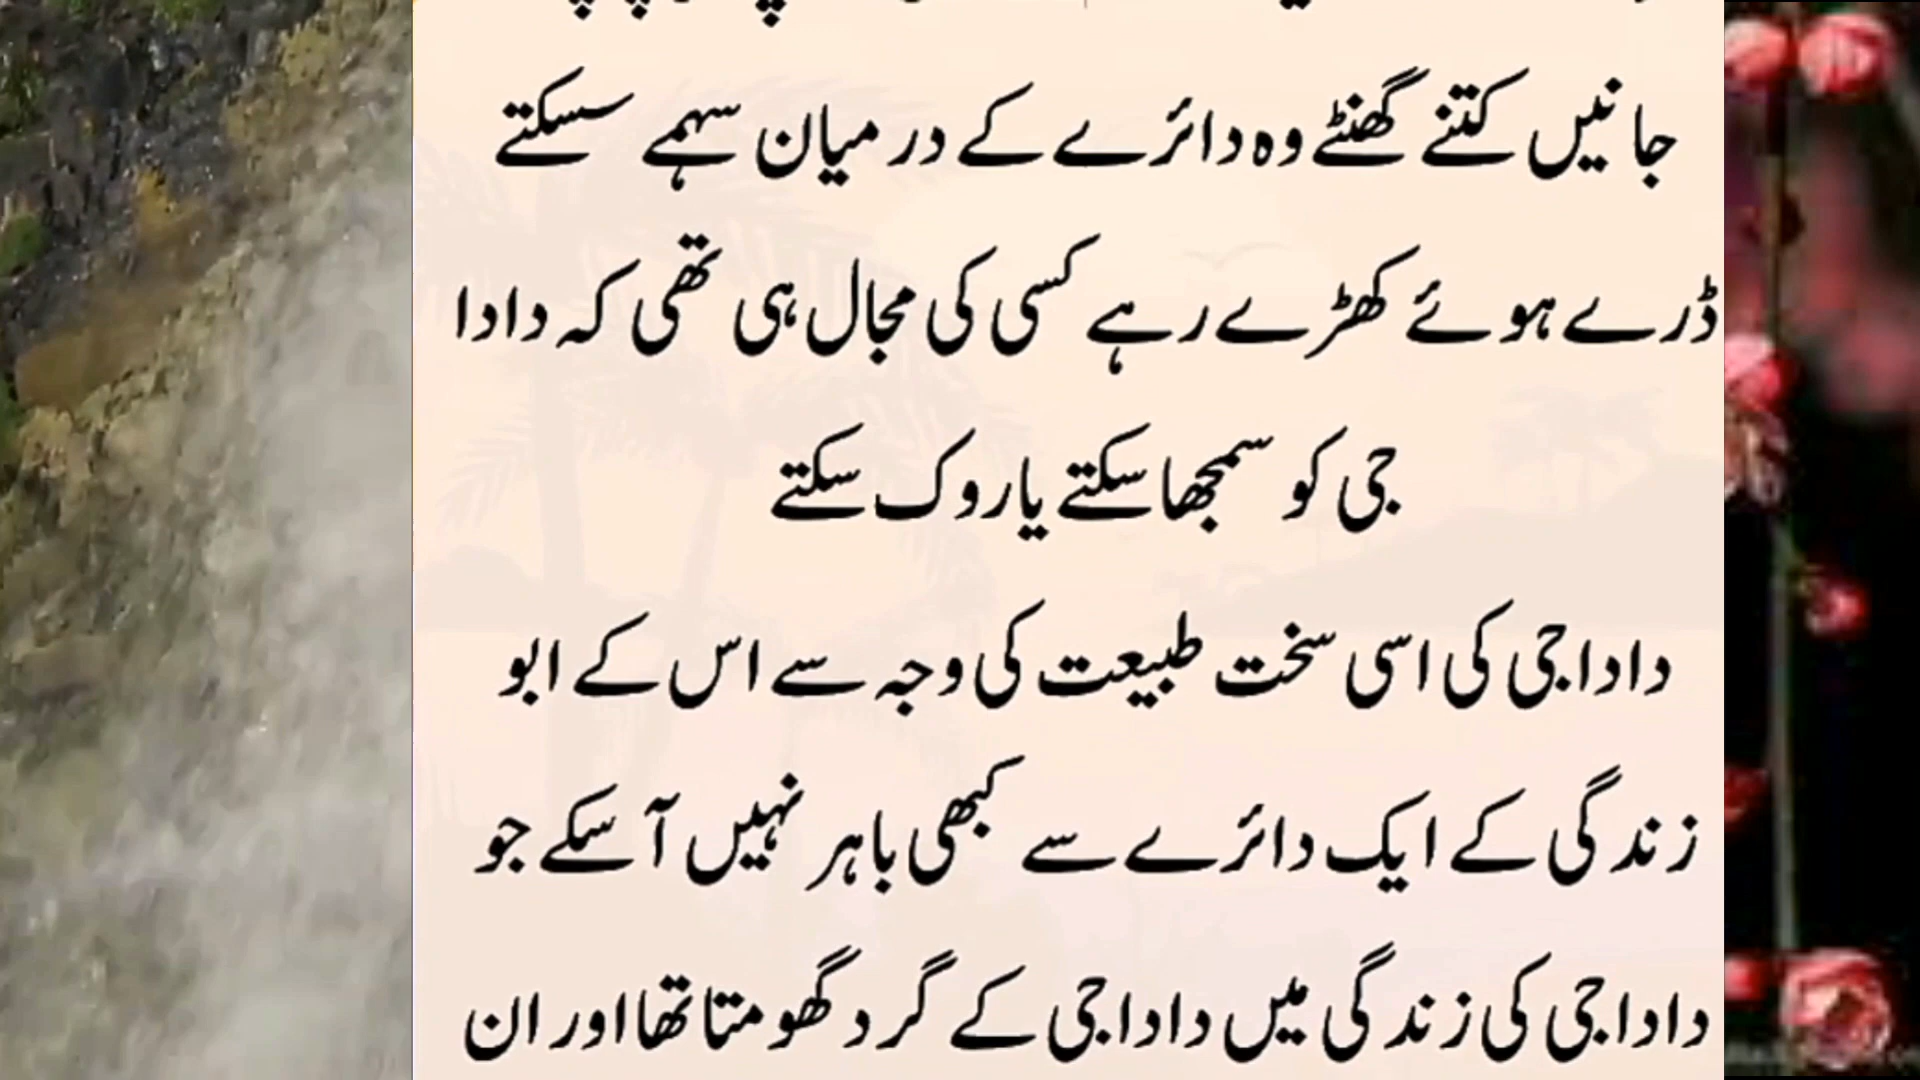 جانیں کتنے گھنٹے وہ دائرے کے درمیان سہمے سسکتے
ڈرے ہوئے کھڑے رہے کسی کی مجال ہی تھی کہ دادا
جی کو سمجھا سکتے یا روک سکتے
دادا جی کی اسی سخت طبیعت کی وجہ سے اس کے ابو
زندگی کے ایک دائرے سے کبھی باہر نہیں آ سکے جو
دادا جی کی زندگی میں دادا جی کے گرد گھومتا تھا اور ان